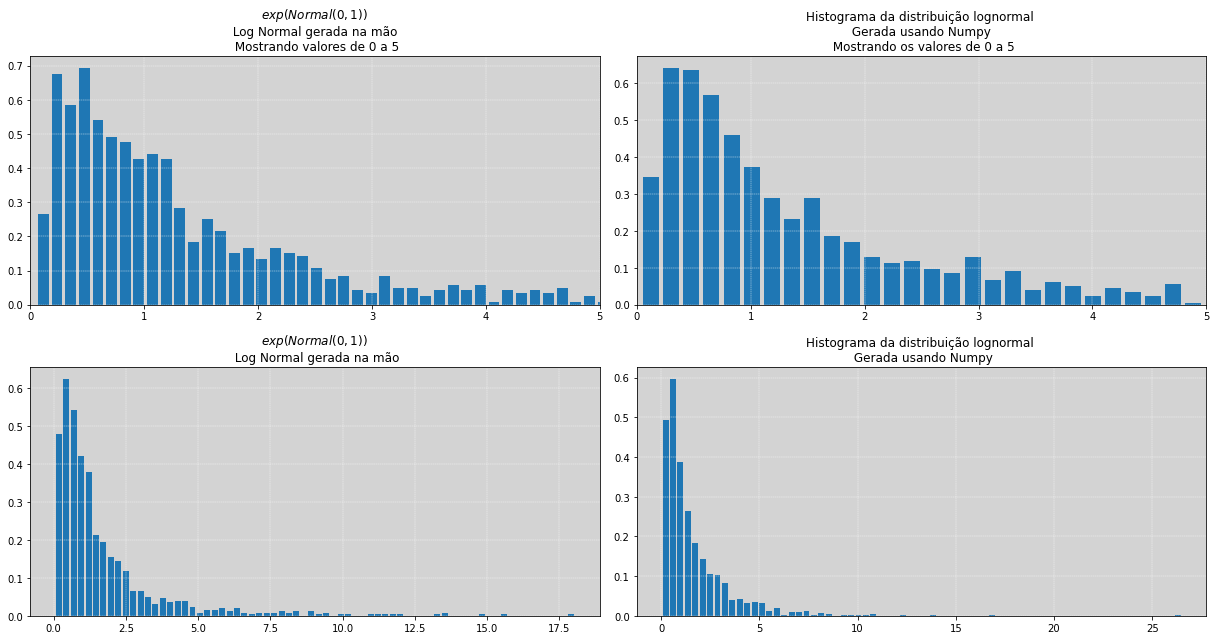 exp(Normal(0, 1))
Log Normal gerada na mão
Mostrando valores de 0 a 5
0.7
0.6
0.5
0.4
0.3
0.2
0.1
0.0
0 1 2 3 4 5
Histograma da distribuição lognormal
Gerada usando Numpy
Mostrando os valores de 0 a 5
0.6
0.5
0.4
0.3
0.2
0.1
0.0
0 1 2 3 4 5
exp(Normal(0, 1))
Log Normal gerada na mão
0.6
0.5
0.4
0.3
0.2
0.1
0.0
0.0 2.5 5.0 7.5 10.0 12.5 15.0 17.5
Histograma da distribuição lognormal
Gerada usando Numpy
0.6
0.5
0.4
0.3
0.2
0.1
0.0
0 5 10 15 20 25